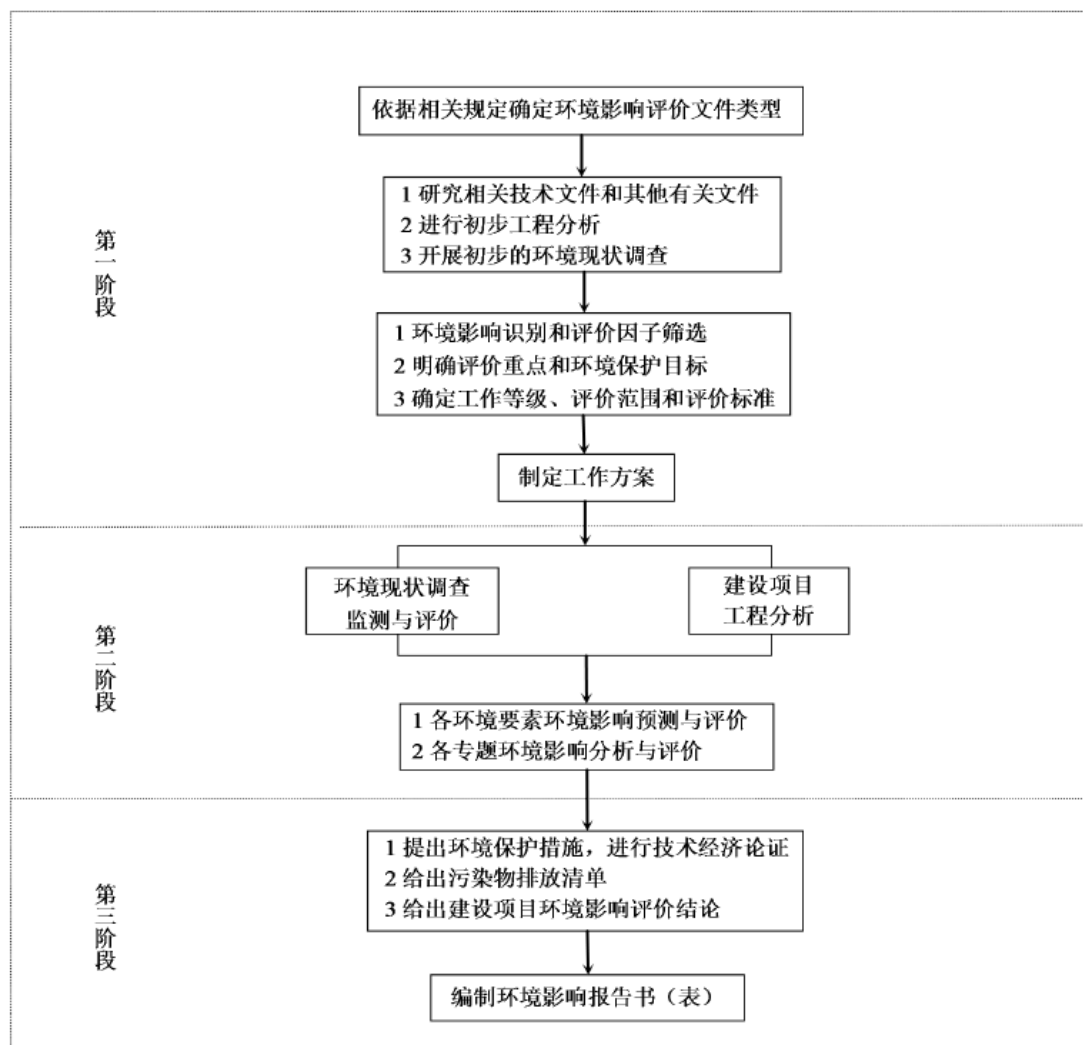 依据相关规定确定环境影响评价文件类型
第一阶段
1 研究相关技术文件和其他有关文件
2 进行初步工程分析
3 开展初步的环境现状调查
1 环境影响识别和评价因子筛选
2 明确评价重点和环境保护目标
3 确定工作等级、评价范围和评价标准
制定工作方案
第二阶段
环境现状调查
监测与评价
建设项目
工程分析
1 各环境要素环境影响预测与评价
2 各专题环境影响分析与评价
第三阶段
1 提出环境保护措施，进行技术经济论证
2 给出污染物排放清单
3 给出建设项目环境影响评价结论
编制环境影响报告书（表）